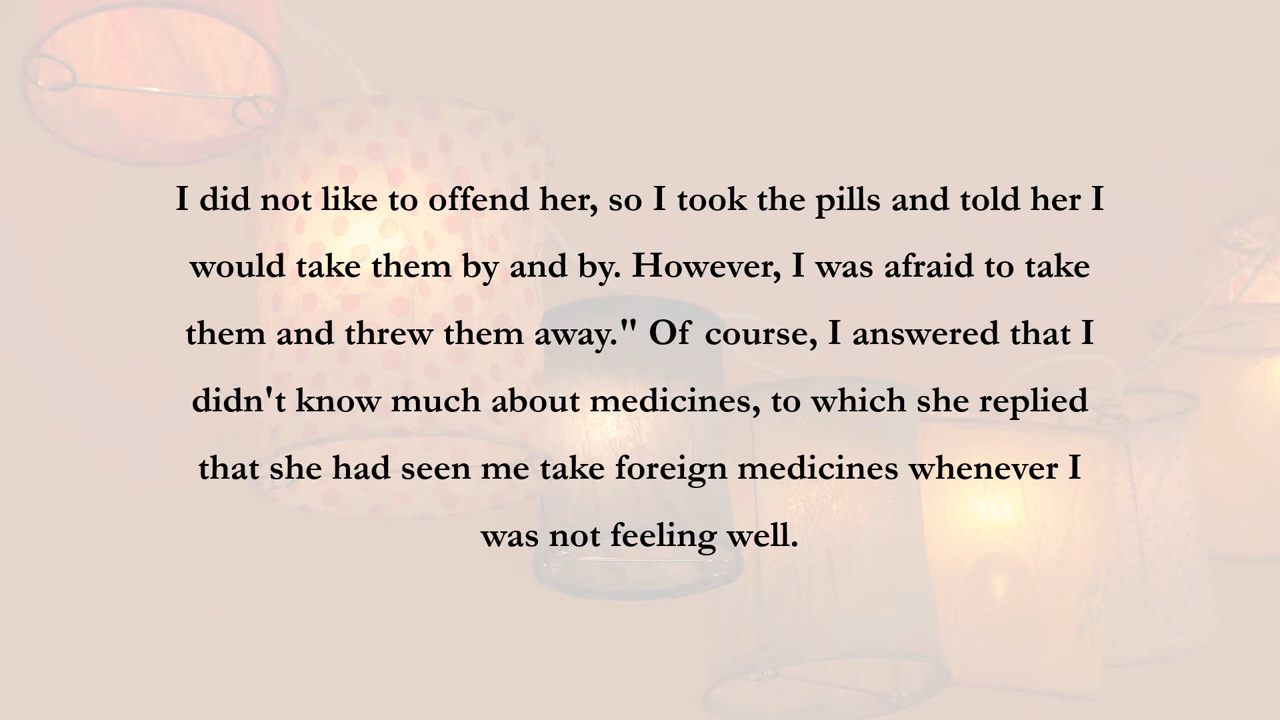 I did not like to offend her, so I took the pills and told her I
would take them by and by. However, I was afraid to take
them and threw them away." Of course, I answered that I
didn't know much about medicines, to which she replied
that she had seen me take foreign medicines whenever I
was not feeling well.